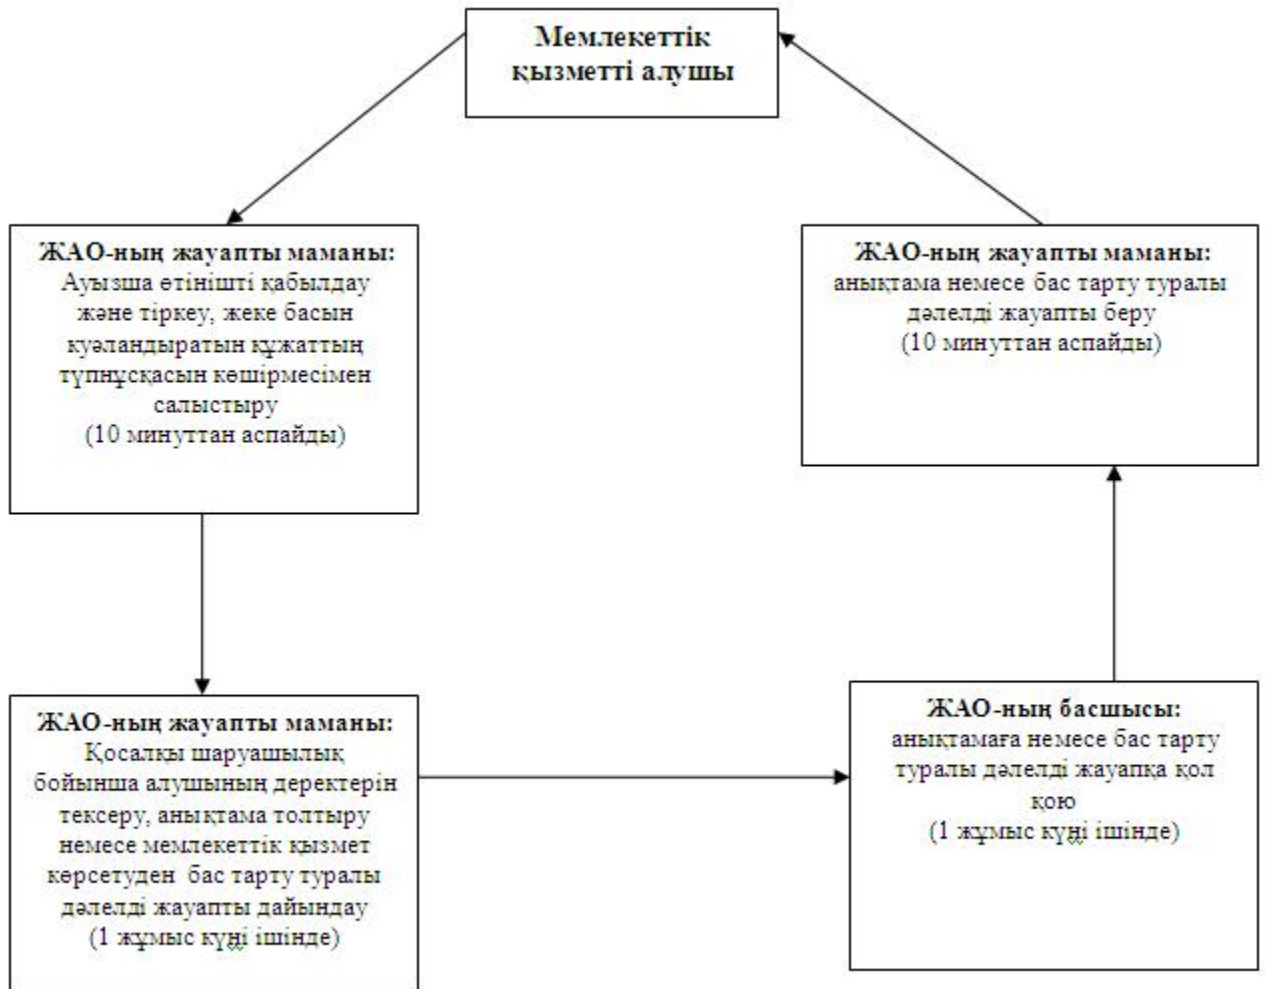 Мемлекеттік
қызметті алушы
ЖАО-ның жауапты маманы:
Ауызша өтінішті қабылдау
және тіркеу, жеке басын
куәландыратын құжаттың
түпнұсқасын көшірмесімен
салыстыру
(10 минуттан аспайды)
ЖАО-ның жауапты маманы:
анықтама немесе бас тарту туралы
дәлелді жауапты беру
(10 минуттан аспайды)
ЖАО-ның жауапты маманы:
Қосалқы шаруашылық
бойынша алушының деректерін
тексеру, анықтама толтыру
немесе мемлекеттік қызмет
көрсетуден  бас тарту туралы
дәлелді жауапты дайындау
(1 жұмыс күңі ішінде)
ЖАО-ның басшысы:
анықтамаға немесе бас тарту
туралы дәлелді жауапқа қол
қою
(1 жұмыс күңі ішінде)